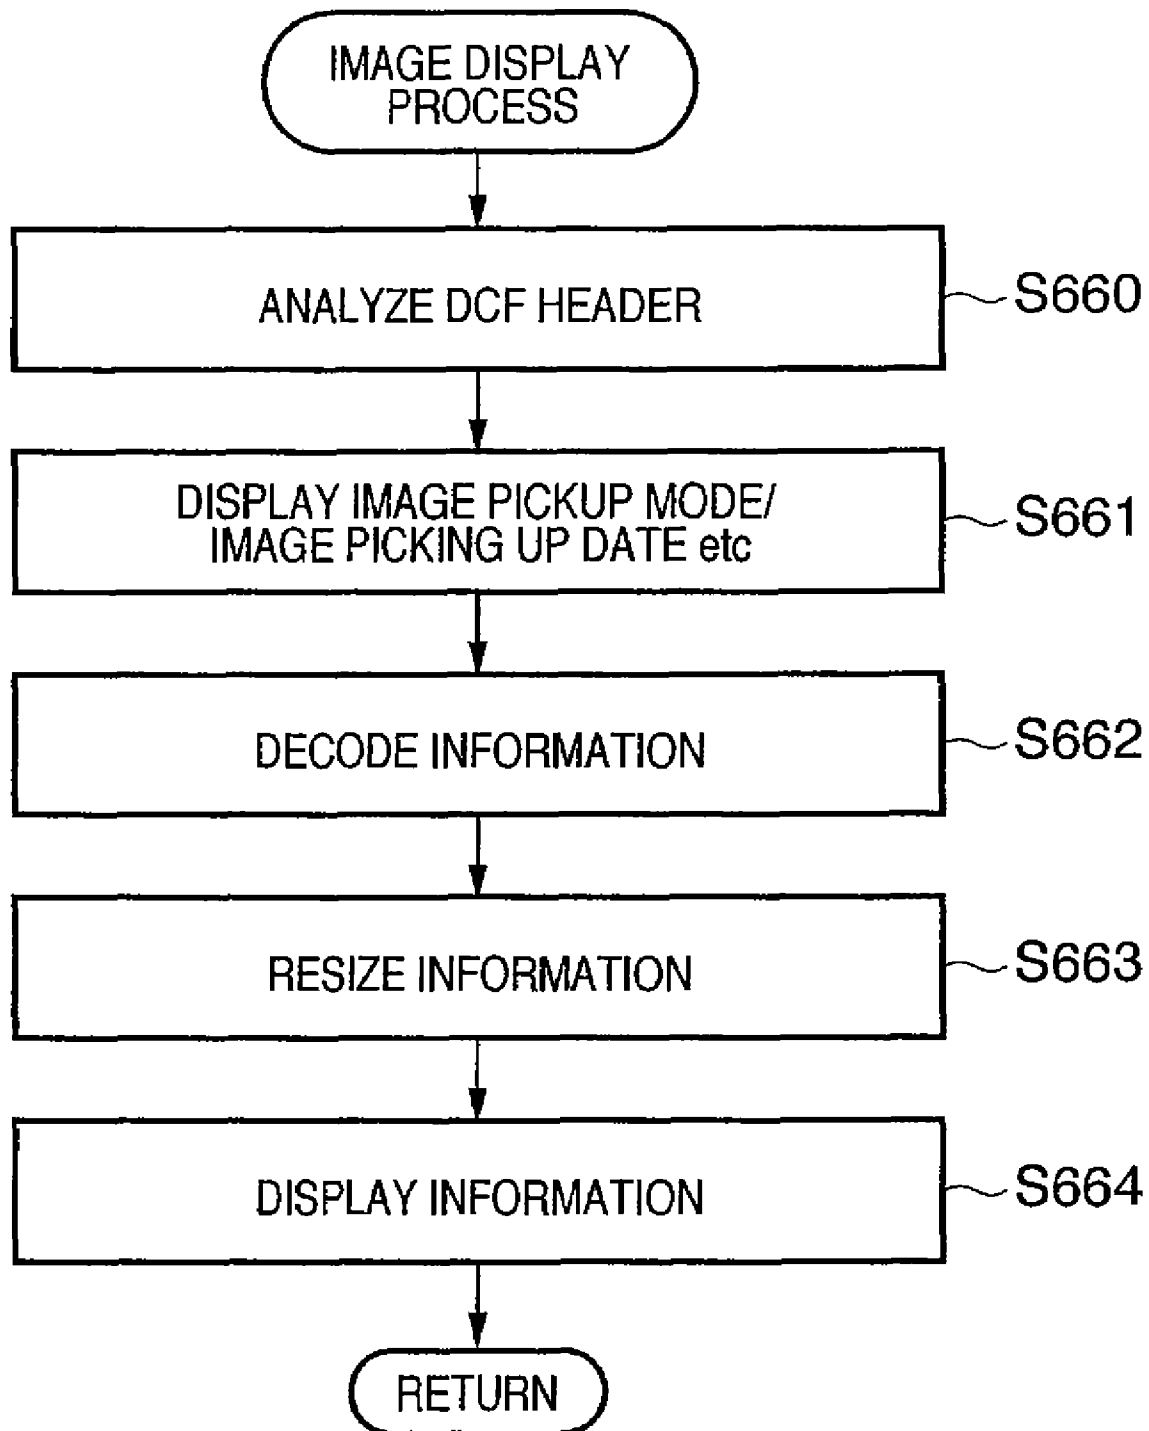 IMAGE DISPLAY
PROCESS
ANALYZE DCF HEADER
S660
DISPLAY IMAGE PICKUP MODE/
IMAGE PICKING UP DATE etc
S661
DECODE INFORMATION
S662
RESIZE INFORMATION
S663
DISPLAY INFORMATION
S664
RETURN